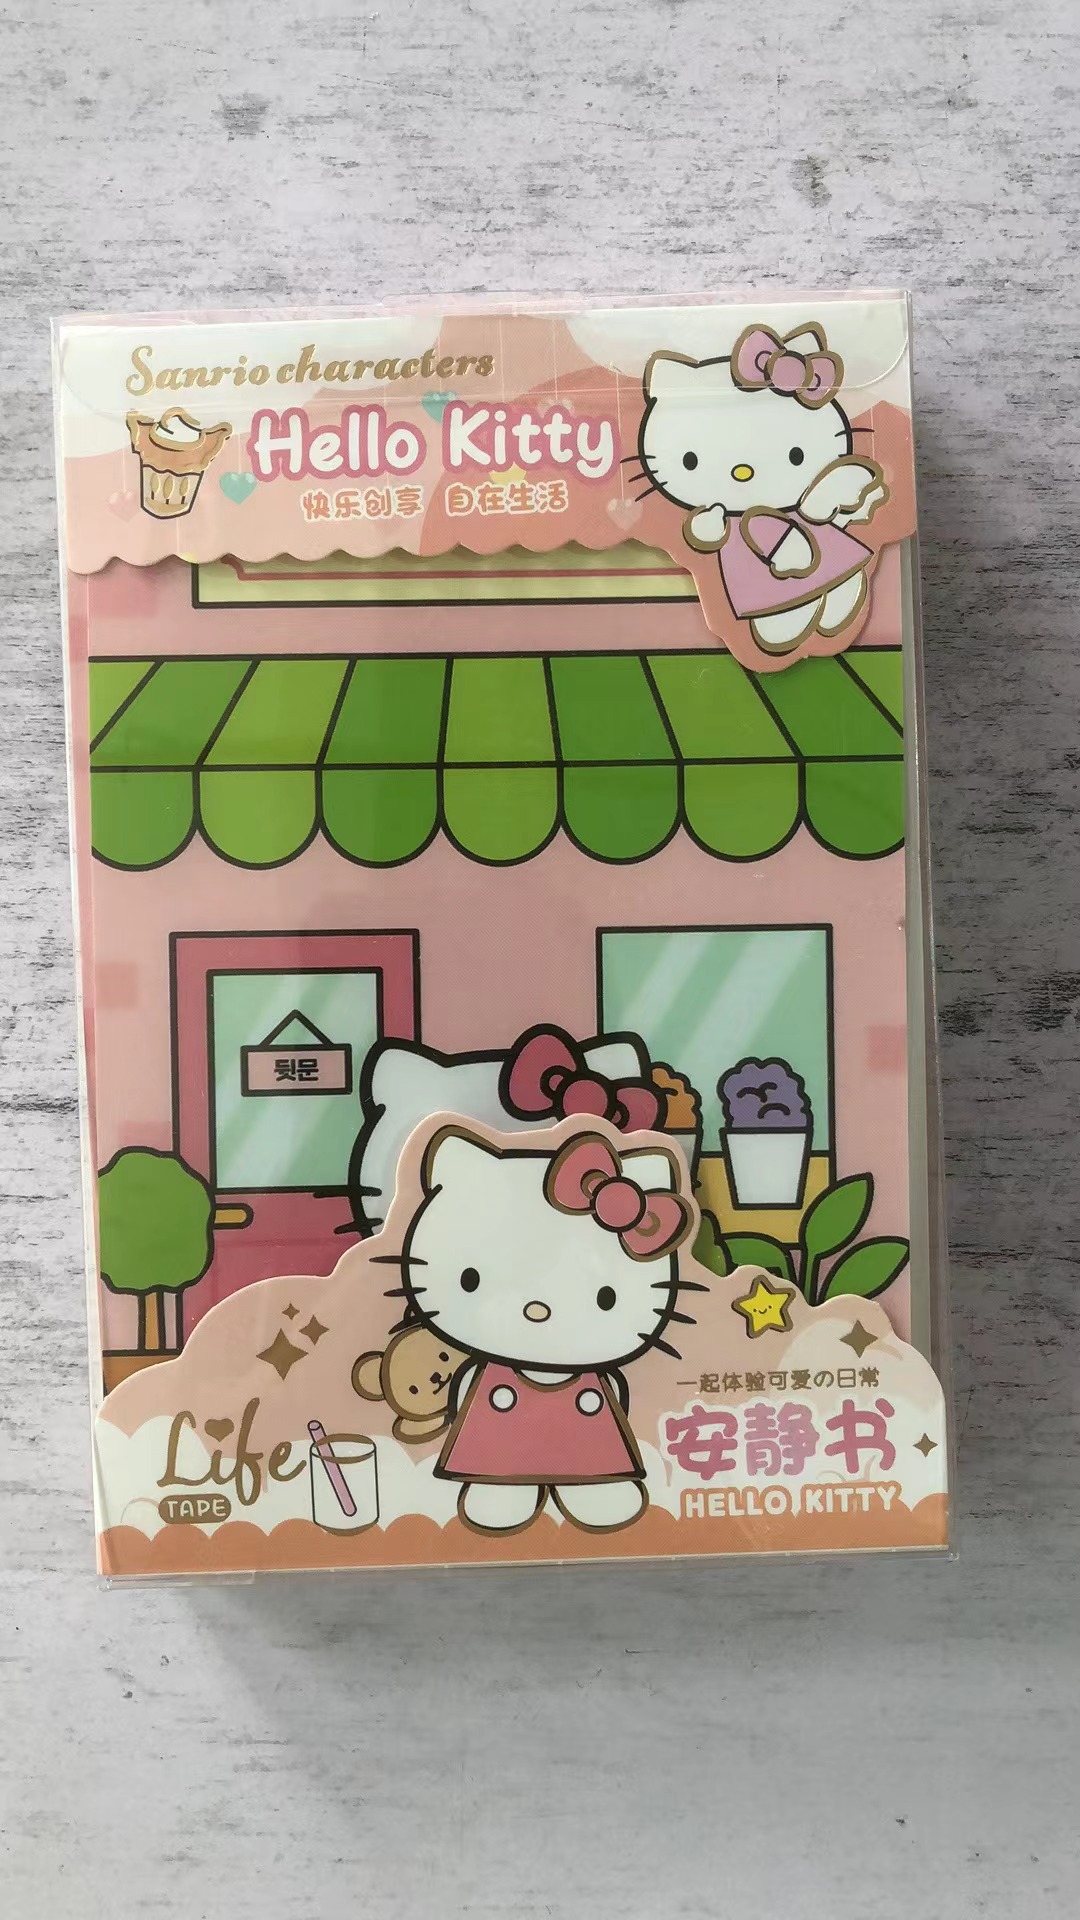 Sanrio characters
Hello Kitty
快乐创享 自在生活
뒷문
一起体验可爱の日常
安静书
HELLO KITTY
Life
TAPE